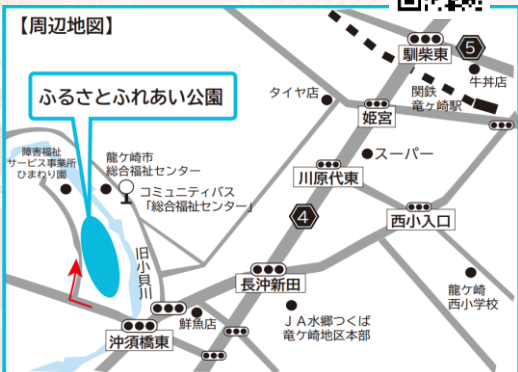 【周辺地図】
ふるさとふれあい公園
馴柴東
5
牛丼店
関鉄
竜ヶ崎駅
タイヤ店
姫宮
スーパー
川原代東
4
西小入口
障害福祉
サービス事業所
ひまわり園
龍ケ崎市
総合福祉センター
コミュニティバス
「総合福祉センター」
旧小貝川
長沖新田
龍ケ崎
西小学校
鮮魚店
JA水郷つくば
竜ヶ崎地区本部
沖須橋東